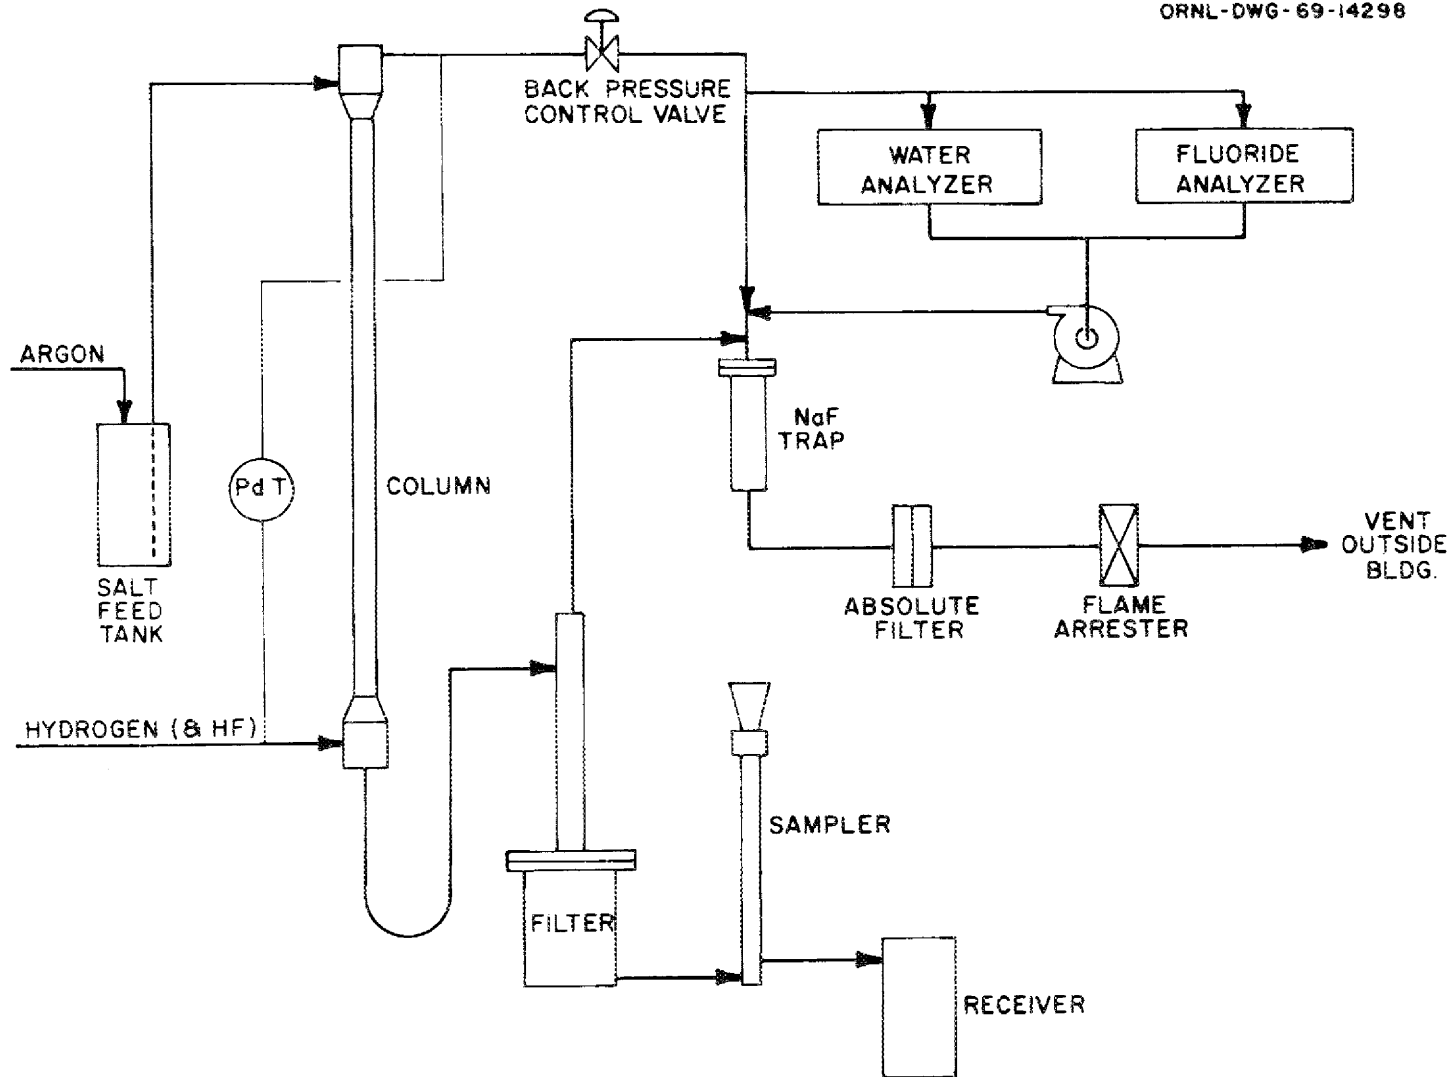 ORNL-DWG-69-14298
BACK PRESSURE
CONTROL VALVE
WATER
ANALYZER
FLUORIDE
ANALYZER
ARGON
NaF
TRAP
PdT
COLUMN
VENT
OUTSIDE
BLDG.
SALT
FEED
TANK
ABSOLUTE
FILTER
FLAME
ARRESTER
HYDROGEN (& HF)
SAMPLER
FILTER
RECEIVER